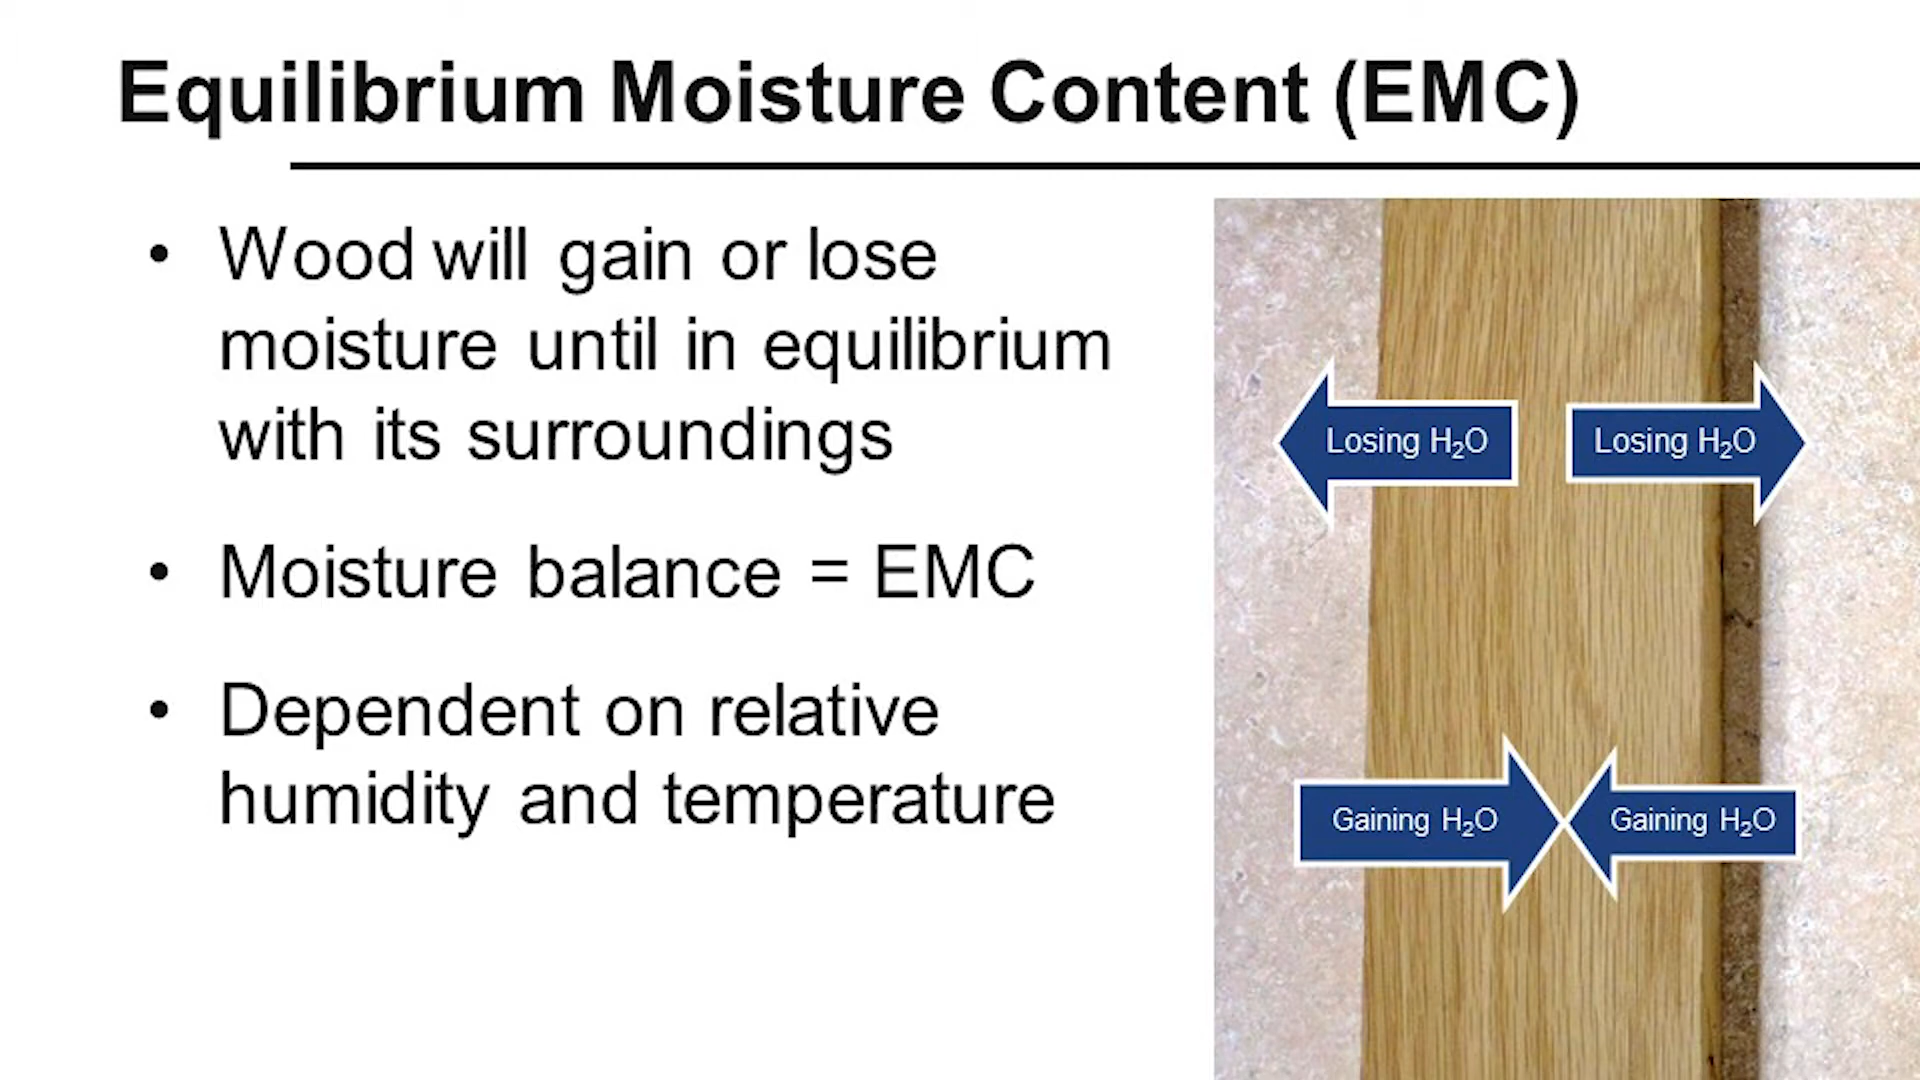 Equilibrium Moisture Content (EMC)
• Wood will gain or lose
moisture until in equilibrium
with its surroundings
• Moisture balance = EMC
• Dependent on relative
humidity and temperature
Losing H₂O
Losing H₂O
Gaining H₂O
Gaining H₂O